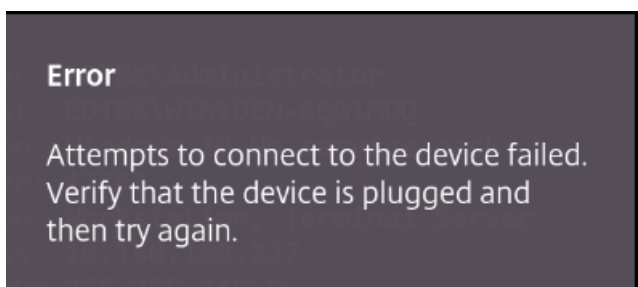 Error
Attempts to connect to the device failed.
Verify that the device is plugged and
then try again.